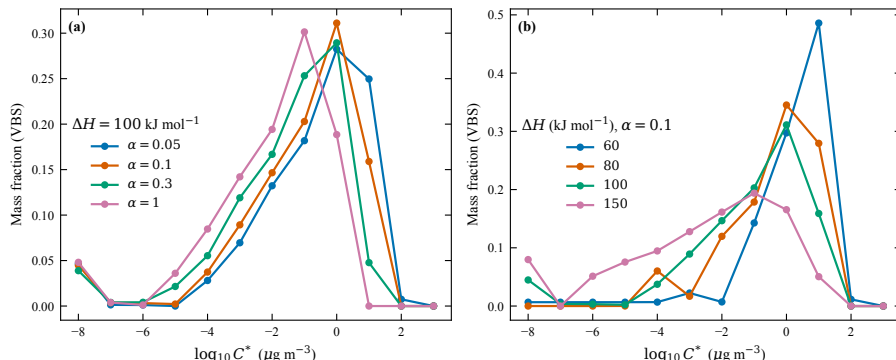 (a)
Mass fraction (VBS)
0.30
0.25
0.20
0.15
0.10
0.05
0.00
ΔH = 100 kJ mol⁻¹
α = 0.05
α = 0.1
α = 0.3
α = 1
−8 −6 −4 −2 0 2
log₁₀ C* (μg m⁻³)
(b)
Mass fraction (VBS)
0.5
0.4
0.3
0.2
0.1
0.0
ΔH (kJ mol⁻¹), α = 0.1
60
80
100
150
−8 −6 −4 −2 0 2
log₁₀ C* (μg m⁻³)